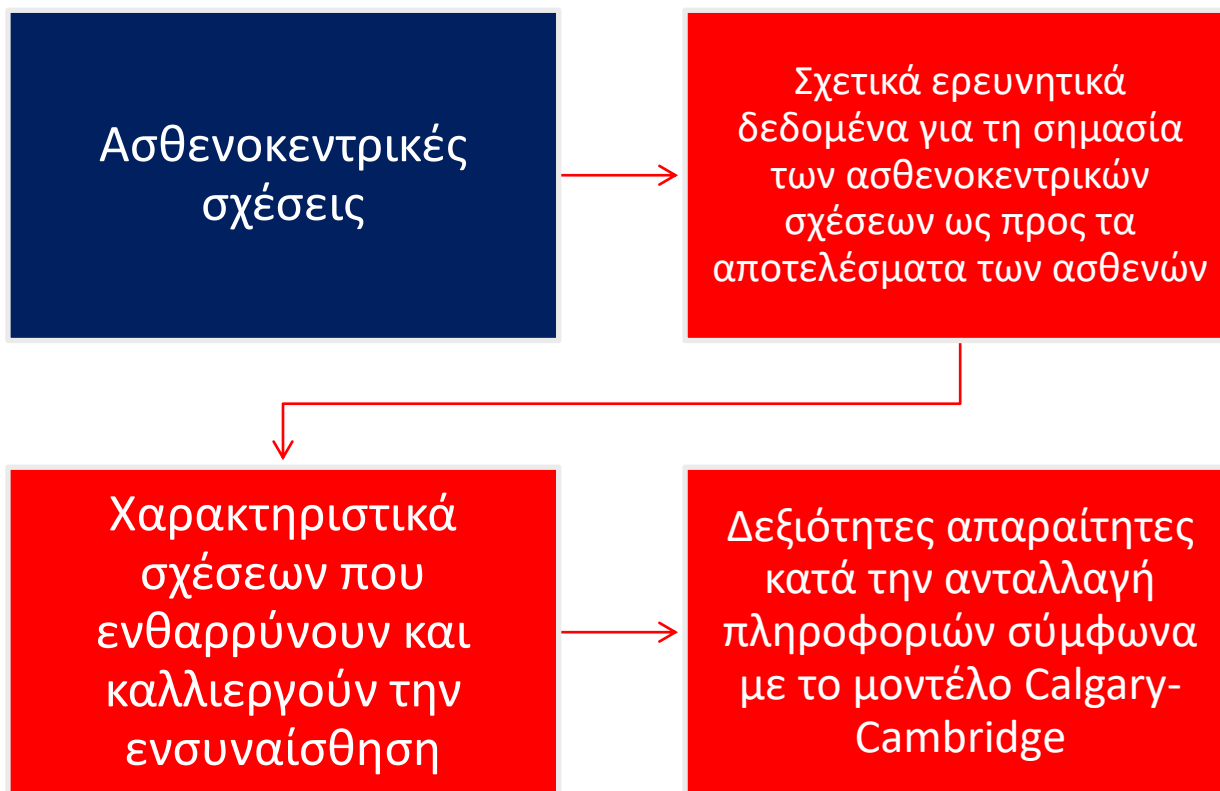 Ασθενοκεντρικές
σχέσεις
Σχετικά ερευνητικά
δεδομένα για τη σημασία
των ασθενοκεντρικών
σχέσεων ως προς τα
αποτελέσματα των ασθενών
Χαρακτηριστικά
σχέσεων που
ενθαρρύνουν και
καλλιεργούν την
ενσυναίσθηση
Δεξιότητες απαραίτητες
κατά την ανταλλαγή
πληροφοριών σύμφωνα
με το μοντέλο Calgary-
Cambridge